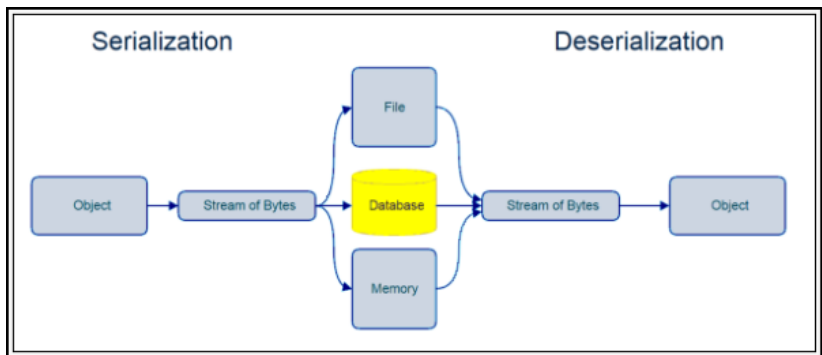 Serialization
Deserialization
File
Object
Stream of Bytes
Database
Stream of Bytes
Object
Memory